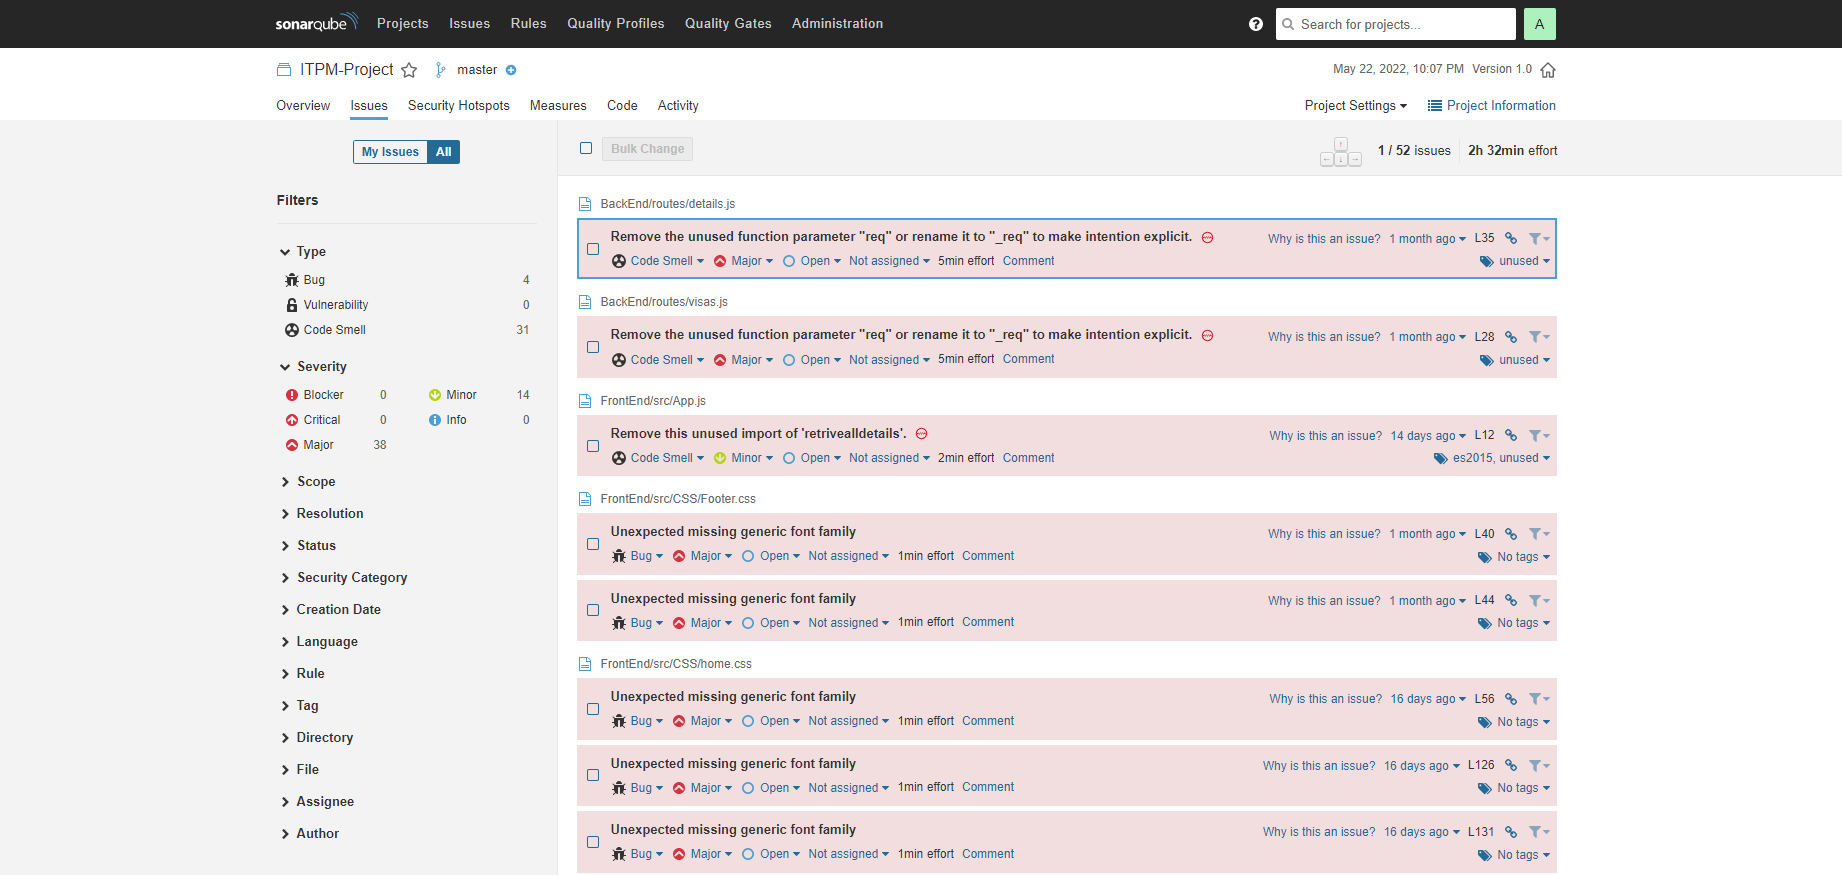 sonarqube Projects Issues Rules Quality Profiles Quality Gates Administration ? Search for projects... A
ITPM-Project master May 22, 2022, 10:07 PM Version 1.0
Overview Issues Security Hotspots Measures Code Activity Project Settings Project Information
My Issues All
Bulk Change 1 / 52 issues 2h 32min effort
Filters
Type
Bug 4
Vulnerability 0
Code Smell 31
Severity
Blocker 0 Minor 14
Critical 0 Info 0
Major 38
Scope
Resolution
Status
Security Category
Creation Date
Language
Rule
Tag
Directory
File
Assignee
Author
BackEnd/routes/details.js
Remove the unused function parameter "req" or rename it to "_req" to make intention explicit. Why is this an issue? 1 month ago L35
Code Smell Major Open Not assigned 5min effort Comment unused
BackEnd/routes/visas.js
Remove the unused function parameter "req" or rename it to "_req" to make intention explicit. Why is this an issue? 1 month ago L28
Code Smell Major Open Not assigned 5min effort Comment unused
FrontEnd/src/App.js
Remove this unused import of 'retrivealldetails'. Why is this an issue? 14 days ago L12
Code Smell Minor Open Not assigned 2min effort Comment es2015, unused
FrontEnd/src/CSS/Footer.css
Unexpected missing generic font family Why is this an issue? 1 month ago L40
Bug Major Open Not assigned 1min effort Comment No tags
Unexpected missing generic font family Why is this an issue? 1 month ago L44
Bug Major Open Not assigned 1min effort Comment No tags
FrontEnd/src/CSS/home.css
Unexpected missing generic font family Why is this an issue? 16 days ago L56
Bug Major Open Not assigned 1min effort Comment No tags
Unexpected missing generic font family Why is this an issue? 16 days ago L126
Bug Major Open Not assigned 1min effort Comment No tags
Unexpected missing generic font family Why is this an issue? 16 days ago L131
Bug Major Open Not assigned 1min effort Comment No tags